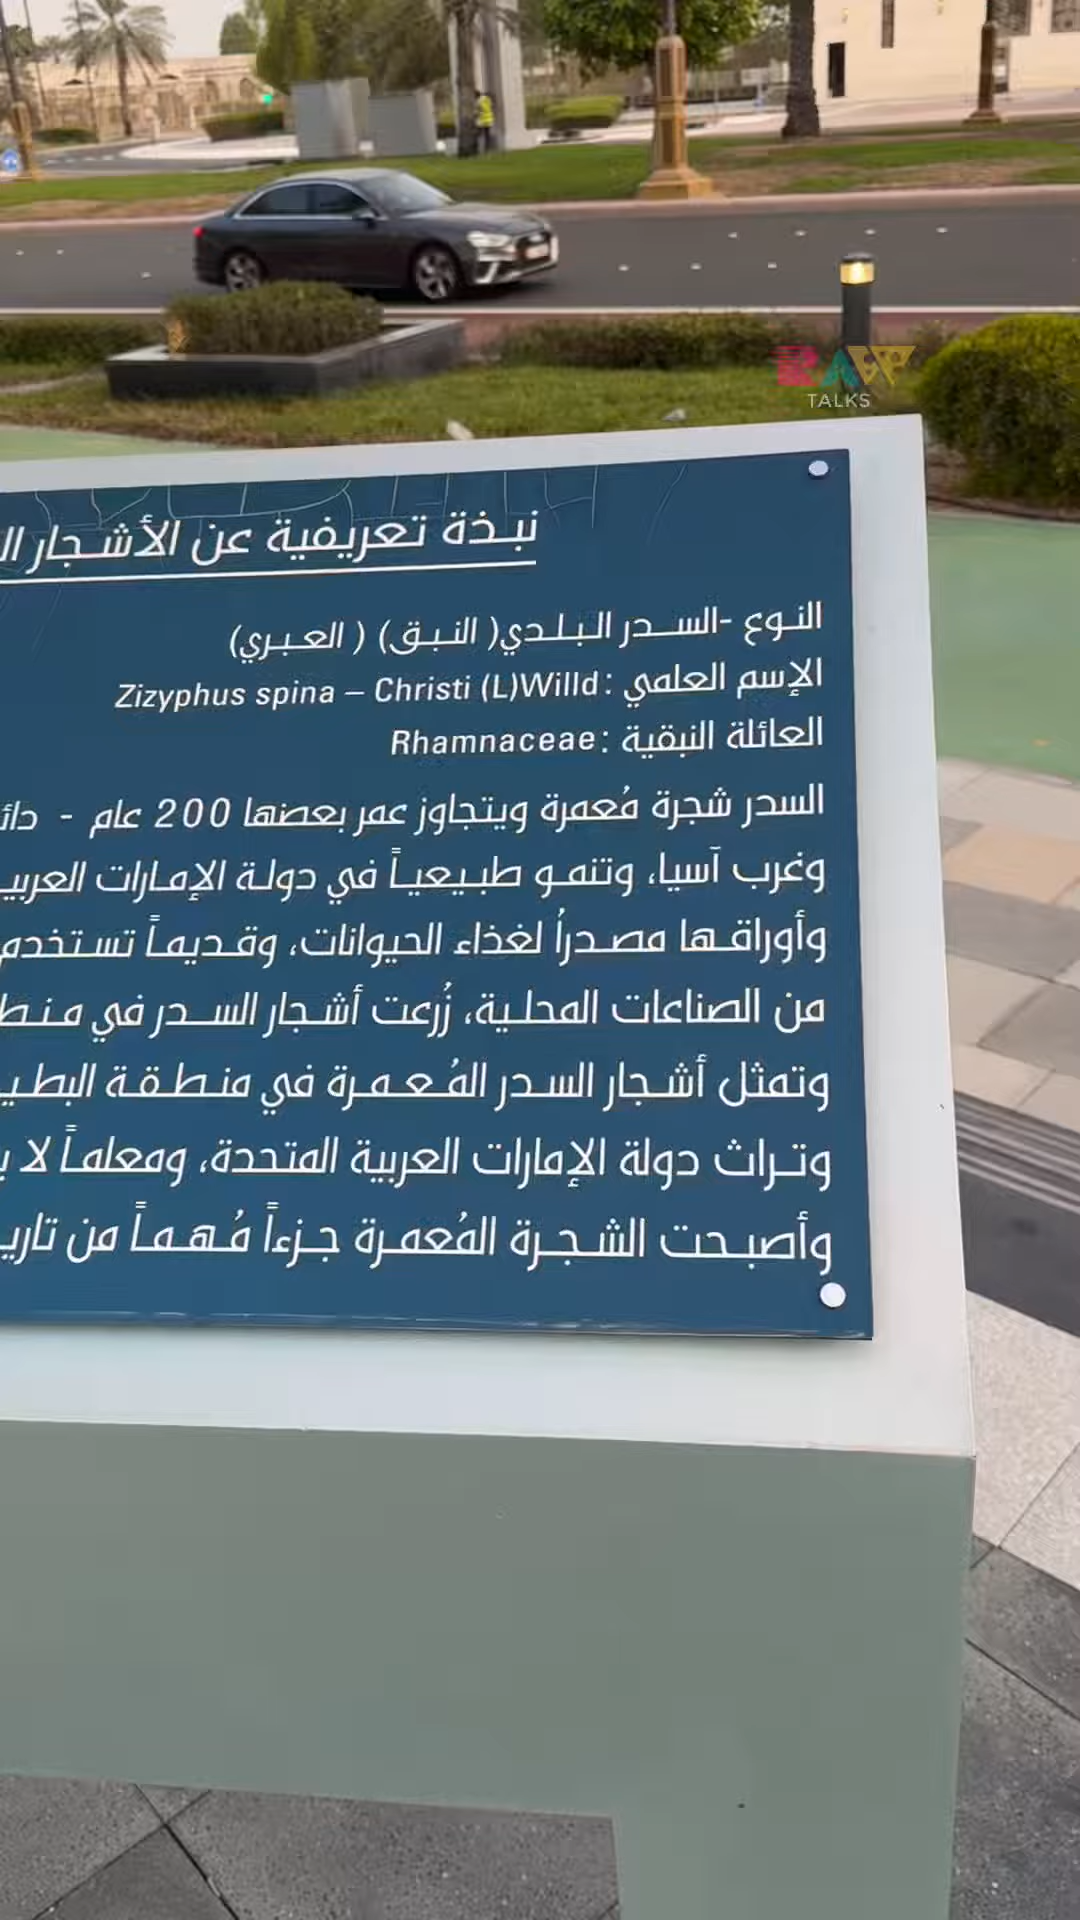 RAW
TALKS
نبذة تعريفية عن الأشجار
النوع -السدر البلدي( النبق) ( العبري)
الإسم العلمي :Zizyphus spina – Christi (L)Willd
العائلة النبقية :Rhamnaceae
السدر شجرة مُعمرة ويتجاوز عمر بعضها 200 عام -
وغرب آسيا، وتنمو طبيعياً في دولة الإمارات
وأوراقها مصدراُ لغذاء الحيوانات، وقديماً
من الصناعات المحلية، زُرعت أشجار السدر في
وتمثل أشجار السدر المُعمرة في منطقة
وتراث دولة الإمارات العربية المتحدة، ومعلماً لا
وأصبحت الشجرة المُعمرة جزءاً مُهماً من